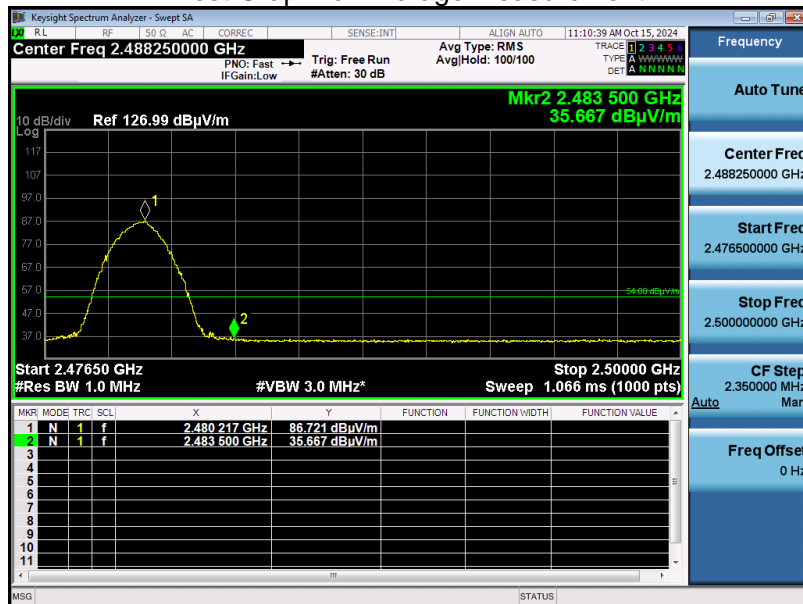 Keysight Spectrum Analyzer - Swept SA
RL RF 50 Ω AC CORREC SENSE:INT ALIGN AUTO 11:10:39 AM Oct 15, 2024
Center Freq 2.488250000 GHz
PNO: Fast
IFGain:Low
Trig: Free Run
#Atten: 30 dB
Avg Type: RMS
Avg|Hold: 100/100
TRACE 1 2 3 4 5 6
TYPE A WWWWW
DET A N N N N N
Frequency
Auto Tune
Center Freq
2.488250000 GHz
Start Freq
2.476500000 GHz
Stop Freq
2.500000000 GHz
CF Step
2.350000 MHz
Auto Man
Freq Offset
0 Hz
Mkr2 2.483 500 GHz
35.667 dBµV/m
10 dB/div Ref 126.99 dBµV/m
Log
117
107
97.0
87.0
77.0
67.0
57.0
47.0
37.0
1
2
54.00 dBµV/m
Start 2.47650 GHz Stop 2.50000 GHz
#Res BW 1.0 MHz #VBW 3.0 MHz* Sweep 1.066 ms (1000 pts)
MKR MODE TRC SCL X Y FUNCTION FUNCTION WIDTH FUNCTION VALUE
1 N 1 f 2.480 217 GHz 86.721 dBµV/m
2 N 1 f 2.483 500 GHz 35.667 dBµV/m
3
4
5
6
7
8
9
10
11
MSG STATUS